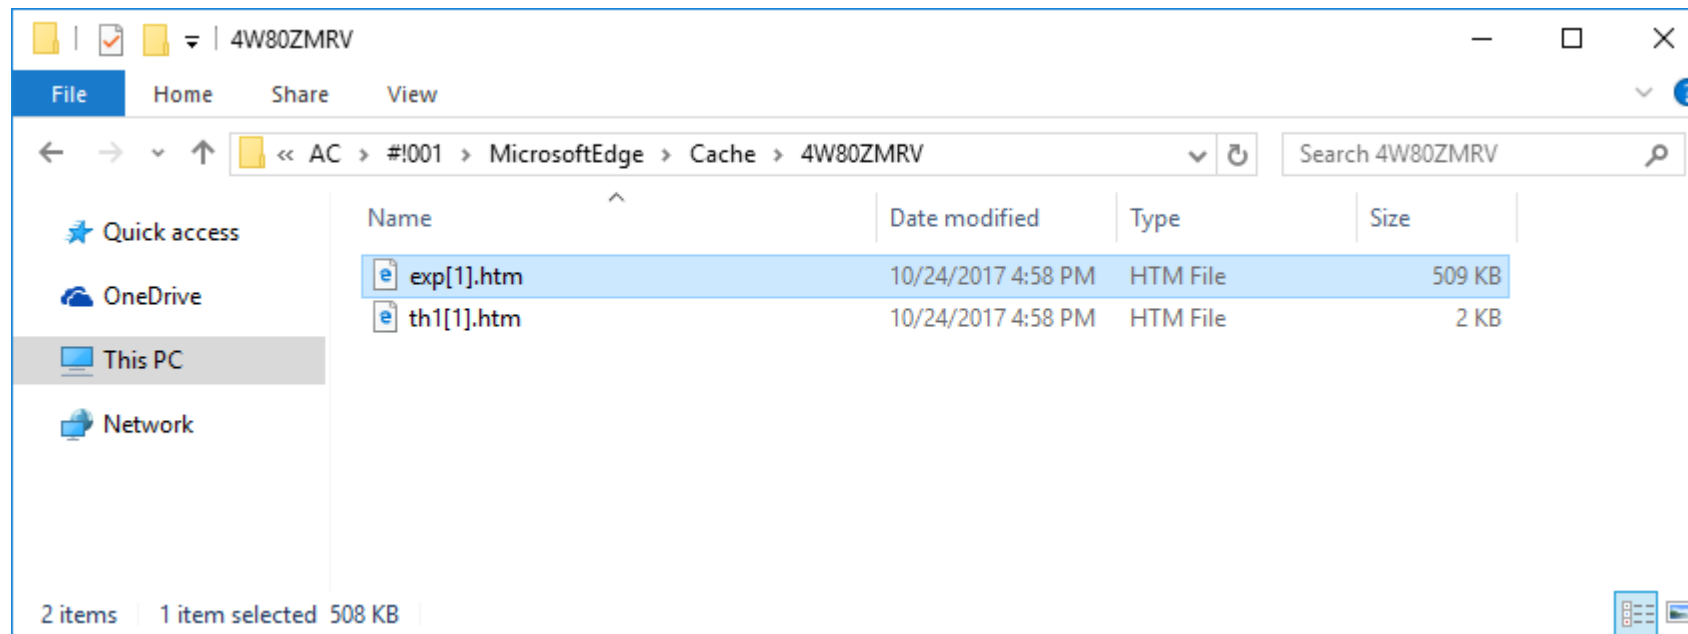 4W80ZMRV
File Home Share View
« AC > #!001 > MicrosoftEdge > Cache > 4W80ZMRV Search 4W80ZMRV
Name Date modified Type Size
Quick access
exp[1].htm 10/24/2017 4:58 PM HTM File 509 KB
OneDrive
th1[1].htm 10/24/2017 4:58 PM HTM File 2 KB
This PC
Network
2 items 1 item selected 508 KB